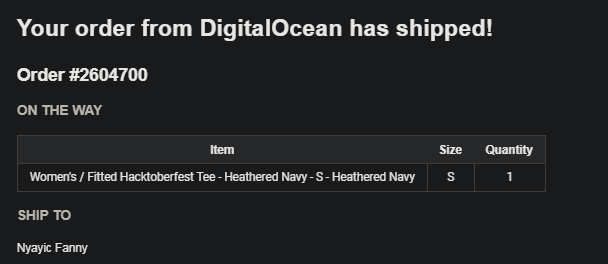 Your order from DigitalOcean has shipped!
Order #2604700
ON THE WAY
Item Size Quantity
Women's / Fitted Hacktoberfest Tee - Heathered Navy - S - Heathered Navy S 1
SHIP TO
Nyayic Fanny